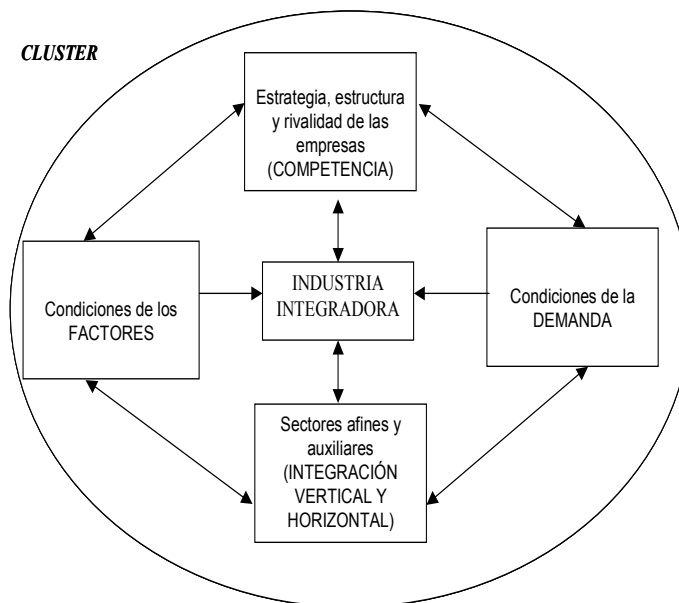 CLUSTER
Estrategia, estructura
y rivalidad de las
empresas
(COMPETENCIA)
Condiciones de los
FACTORES
INDUSTRIA
INTEGRADORA
Condiciones de la
DEMANDA
Sectores afines y
auxiliares
(INTEGRACIÓN
VERTICAL Y
HORIZONTAL)